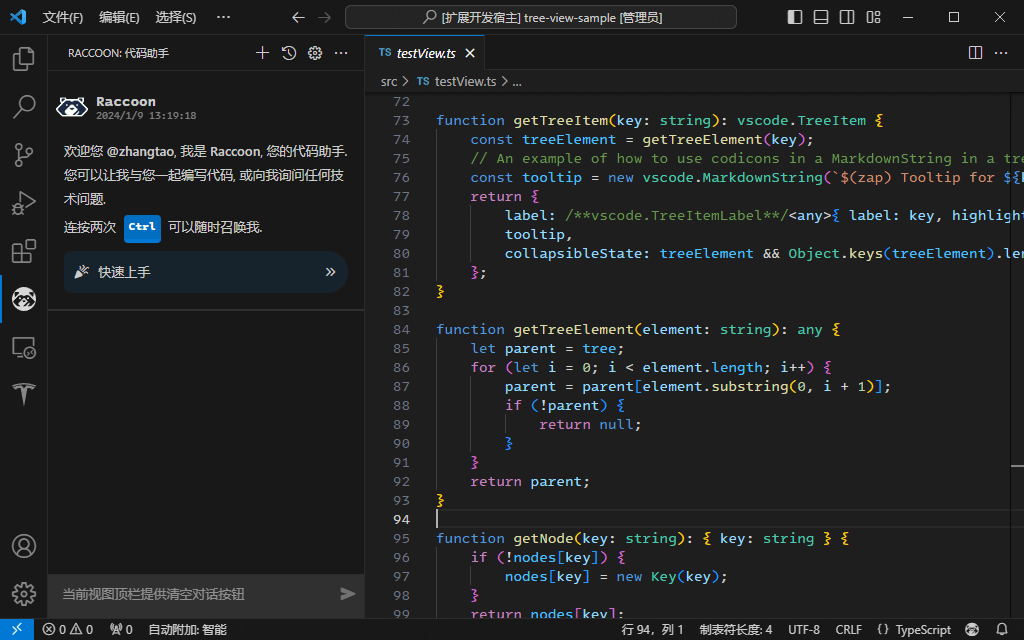 文件(F) 编辑(E) 选择(S) ··· [扩展开发宿主] tree-view-sample [管理员]
RACCOON: 代码助手
Raccoon
2024/1/9 13:19:18
欢迎您 @zhangtao, 我是 Raccoon, 您的代码助手.
您可以让我与您一起编写代码, 或向我询问任何技
术问题.
连按两次 Ctrl 可以随时召唤我.
快速上手 »
当前视图顶栏提供清空对话按钮
TS testView.ts
src > TS testView.ts > ...
72
73 function getTreeItem(key: string): vscode.TreeItem {
74 const treeElement = getTreeElement(key);
75 // An example of how to use codicons in a MarkdownString in a tre
76 const tooltip = new vscode.MarkdownString(`$(zap) Tooltip for ${k
77 return {
78 label: /**vscode.TreeItemLabel**/<any>{ label: key, highlight
79 tooltip,
80 collapsibleState: treeElement && Object.keys(treeElement).len
81 };
82 }
83
84 function getTreeElement(element: string): any {
85 let parent = tree;
86 for (let i = 0; i < element.length; i++) {
87 parent = parent[element.substring(0, i + 1)];
88 if (!parent) {
89 return null;
90 }
91 }
92 return parent;
93 }
94
95 function getNode(key: string): { key: string } {
96 if (!nodes[key]) {
97 nodes[key] = new Key(key);
98 }
99 return nodes[key];
0 0 0 自动附加: 智能 行 94，列 1 制表符长度: 4 UTF-8 CRLF {} TypeScript